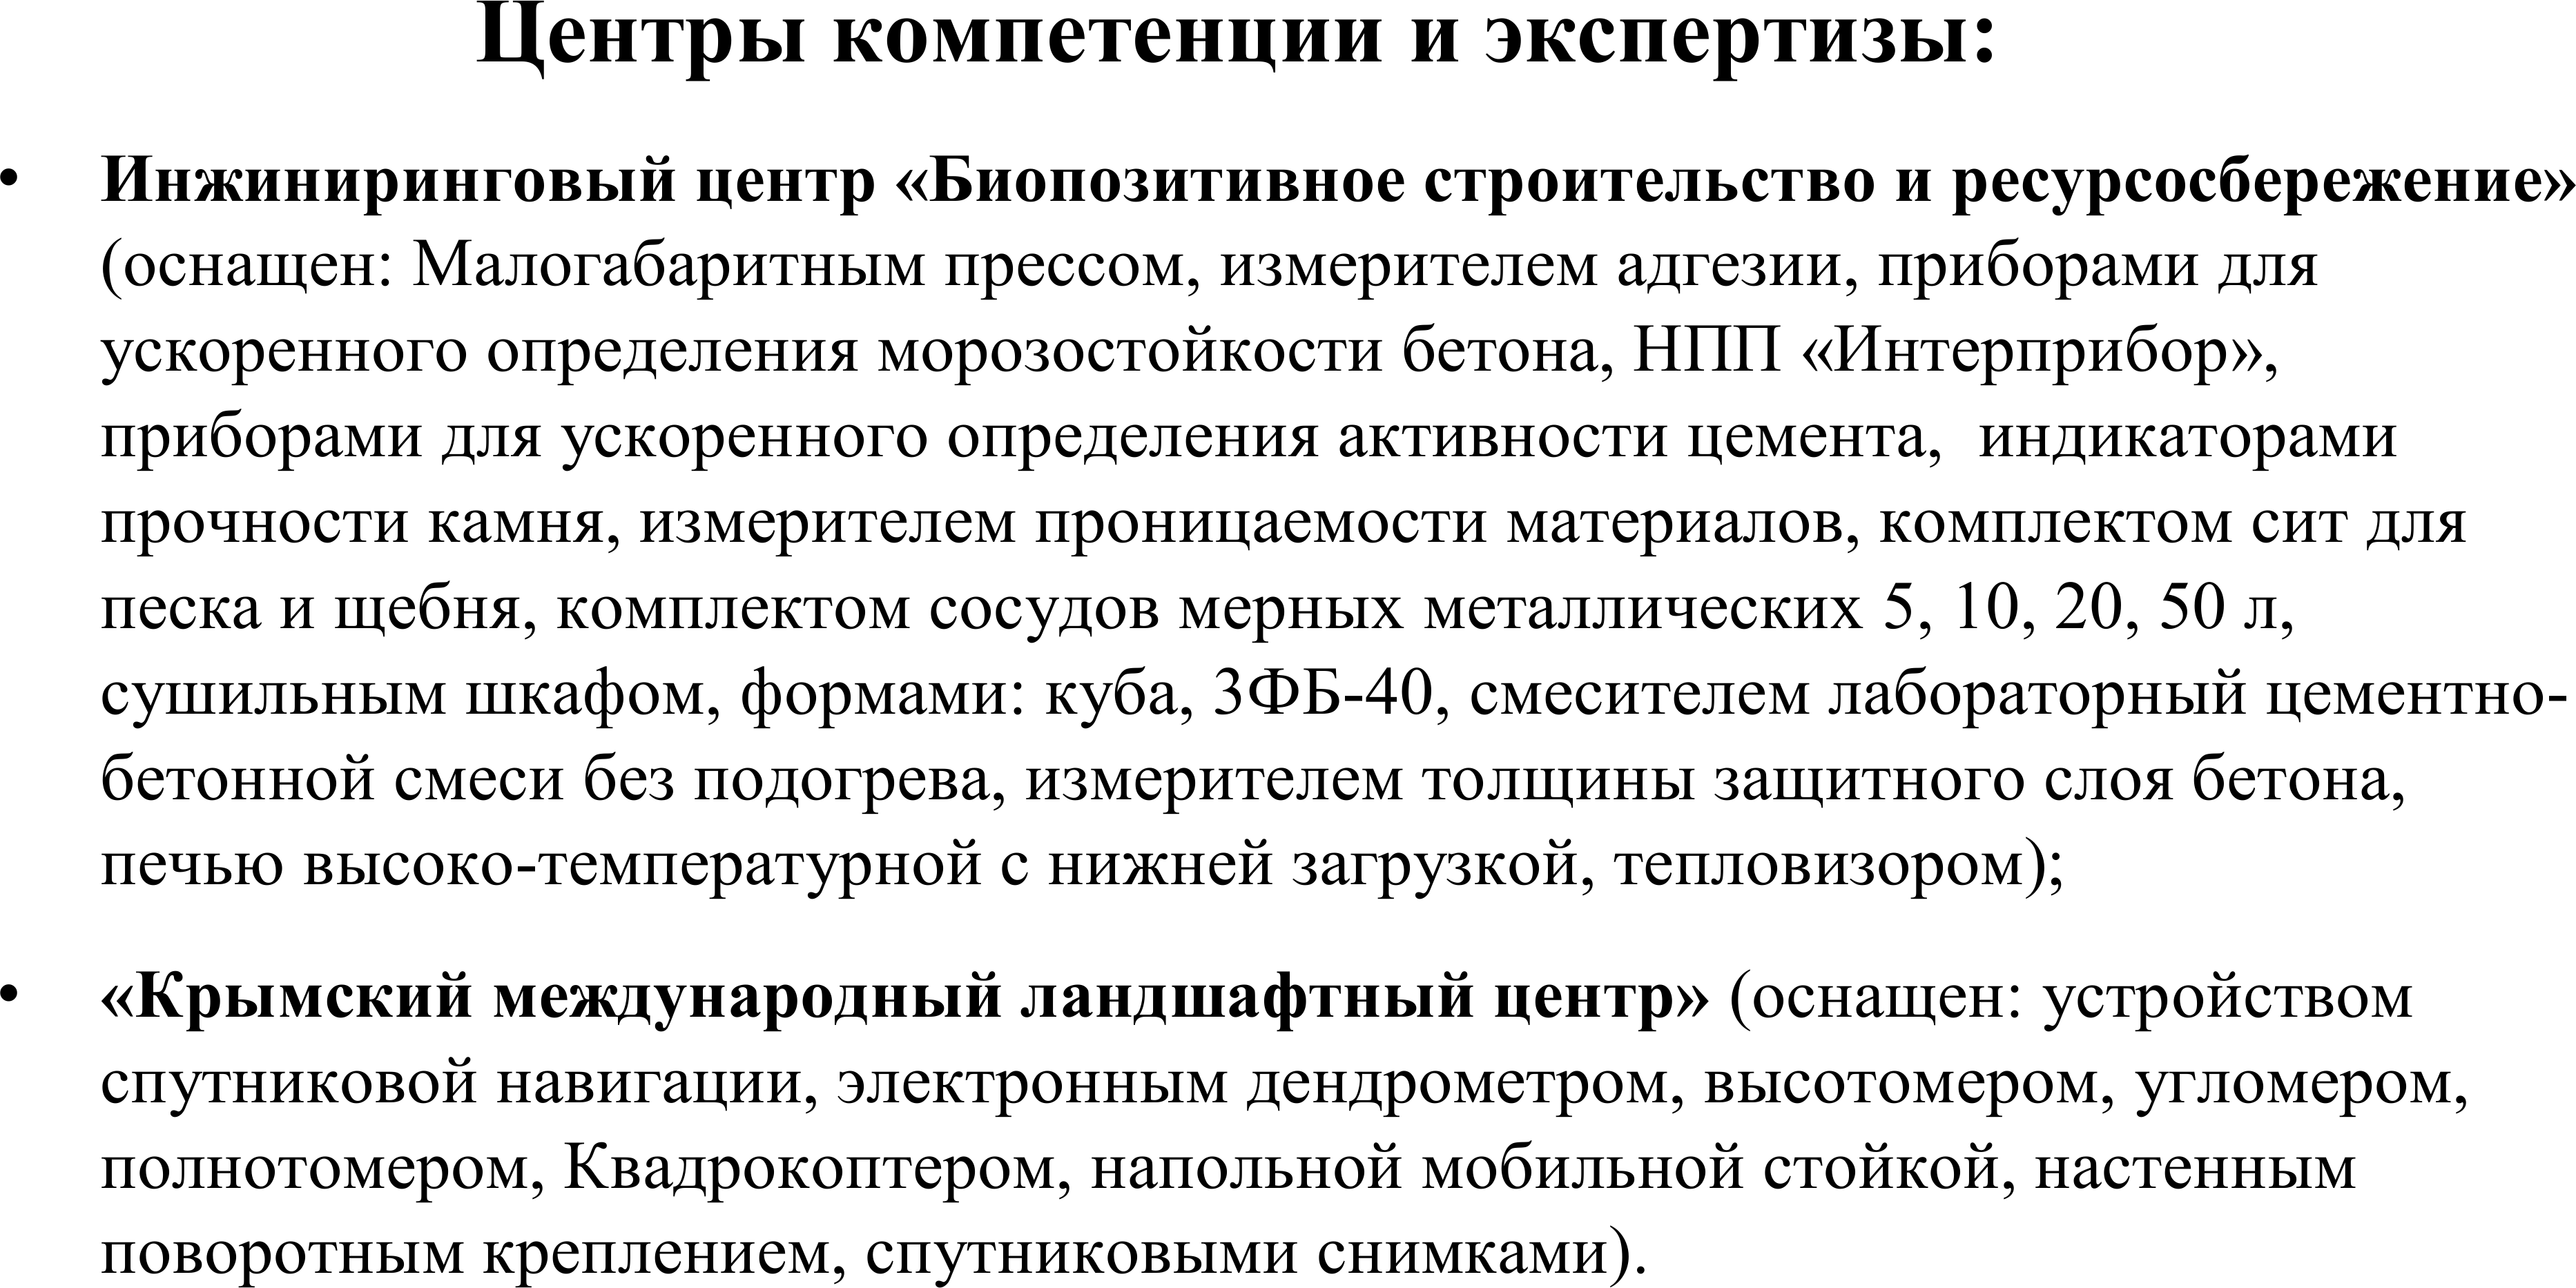 Центры компетенции и экспертизы:
• Инжиниринговый центр «Биопозитивное строительство и ресурсосбережение»
(оснащен: Малогабаритным прессом, измерителем адгезии, приборами для
ускоренного определения морозостойкости бетона, НПП «Интерприбор»,
приборами для ускоренного определения активности цемента,  индикаторами
прочности камня, измерителем проницаемости материалов, комплектом сит для
песка и щебня, комплектом сосудов мерных металлических 5, 10, 20, 50 л,
сушильным шкафом, формами: куба, 3ФБ-40, смесителем лабораторный цементно-
бетонной смеси без подогрева, измерителем толщины защитного слоя бетона,
печью высоко-температурной с нижней загрузкой, тепловизором);
• «Крымский международный ландшафтный центр» (оснащен: устройством
спутниковой навигации, электронным дендрометром, высотомером, угломером,
полнотомером, Квадрокоптером, напольной мобильной стойкой, настенным
поворотным креплением, спутниковыми снимками).